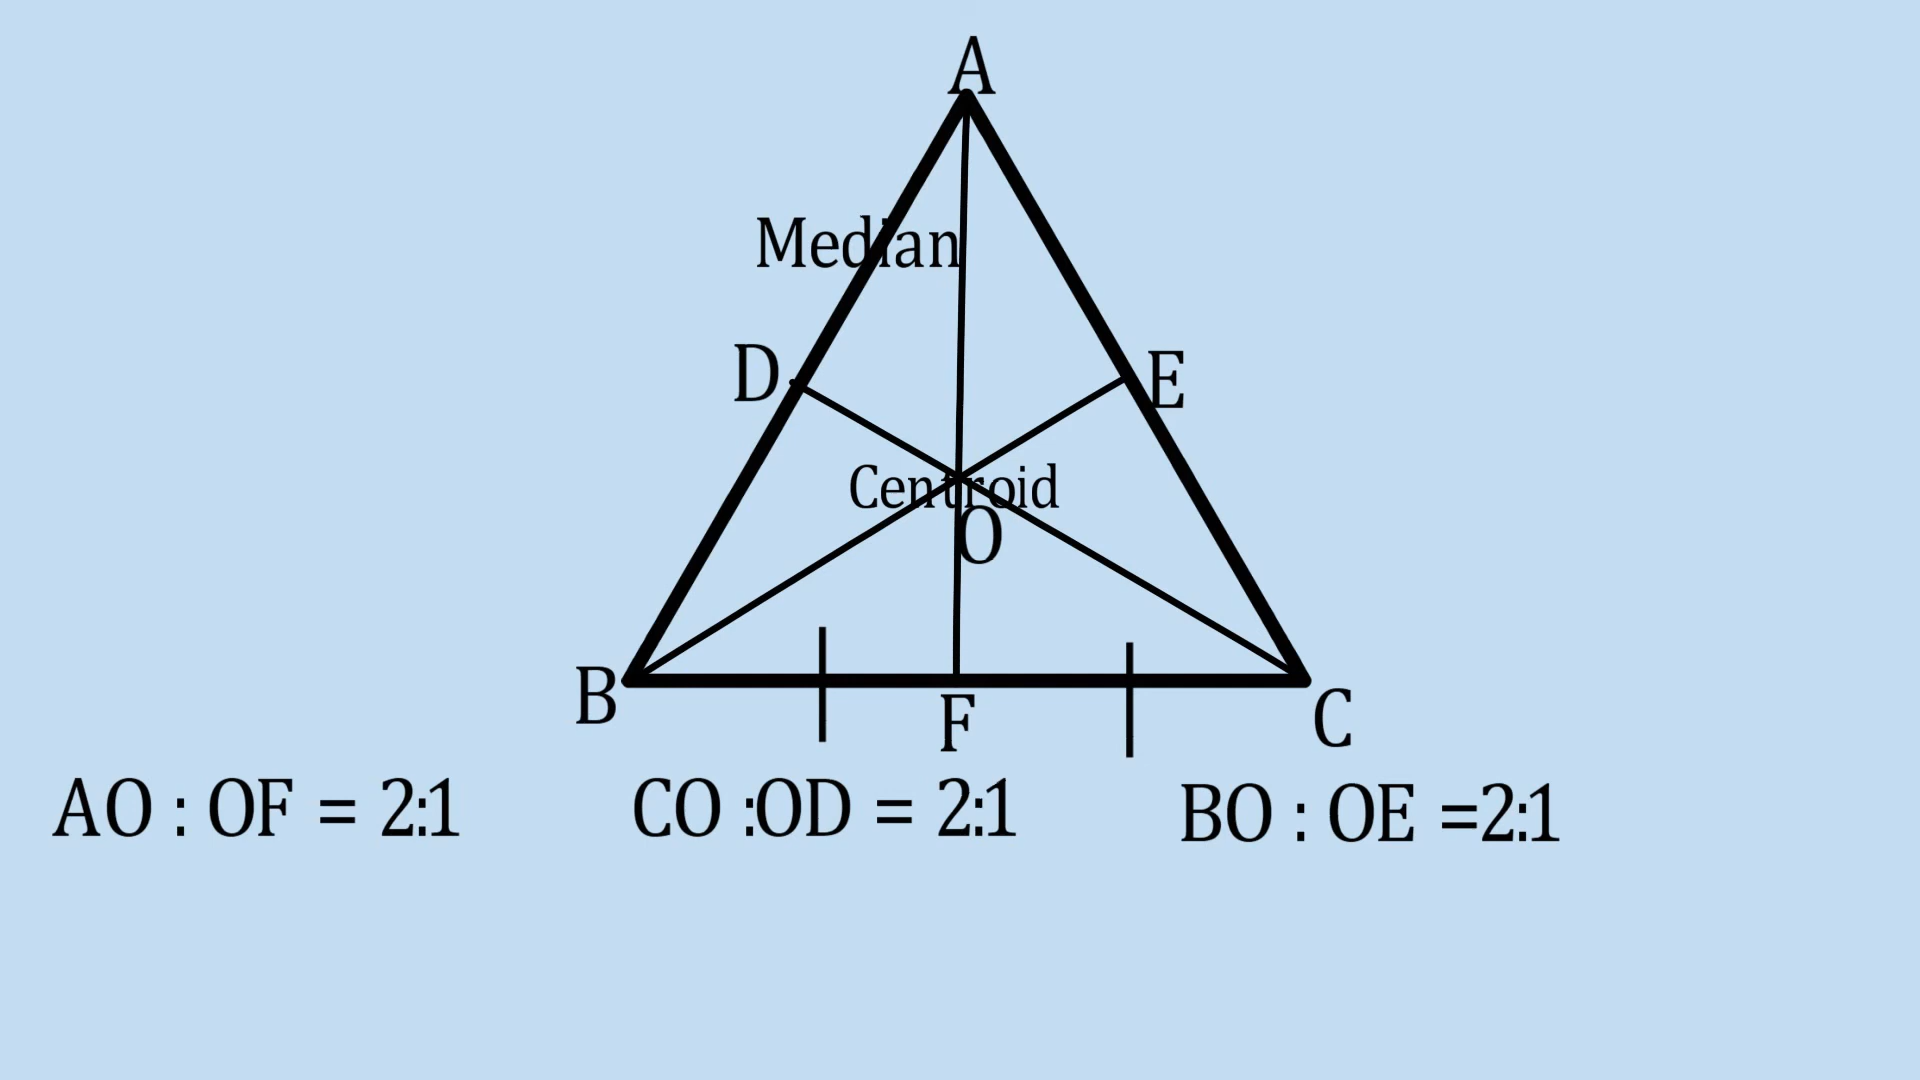 A
Median
D
E
Centroid
O
B
F
C
AO : OF = 2:1
CO :OD = 2:1
BO : OE =2:1